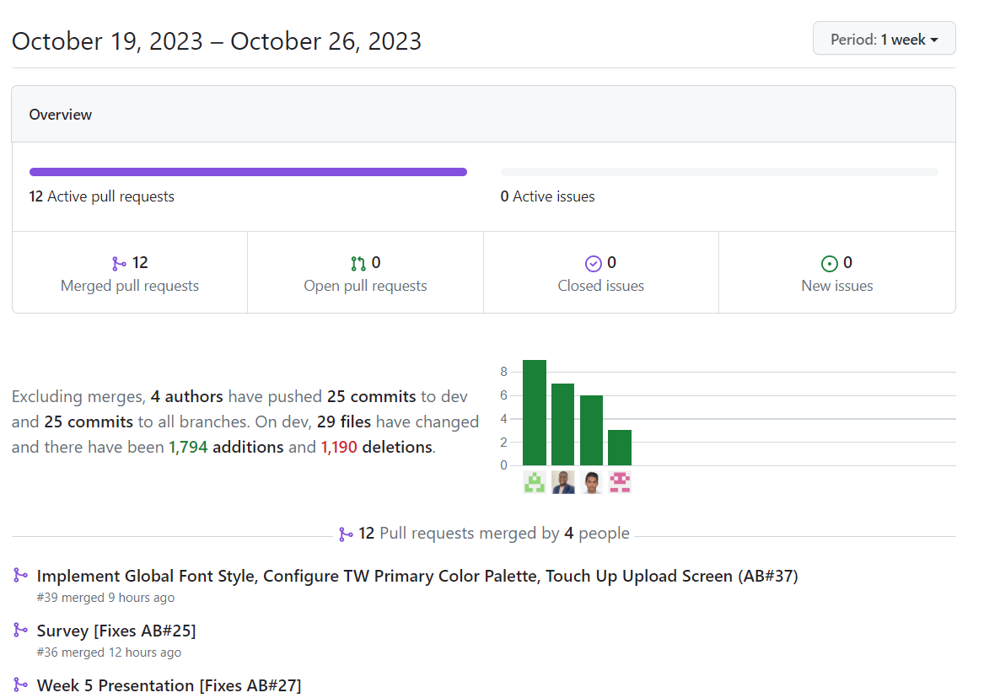 October 19, 2023 – October 26, 2023
Period: 1 week
Overview
12 Active pull requests
0 Active issues
12
Merged pull requests
0
Open pull requests
0
Closed issues
0
New issues
Excluding merges, 4 authors have pushed 25 commits to dev
and 25 commits to all branches. On dev, 29 files have changed
and there have been 1,794 additions and 1,190 deletions.
8
6
4
2
0
12 Pull requests merged by 4 people
Implement Global Font Style, Configure TW Primary Color Palette, Touch Up Upload Screen (AB#37)
#39 merged 9 hours ago
Survey [Fixes AB#25]
#36 merged 12 hours ago
Week 5 Presentation [Fixes AB#27]